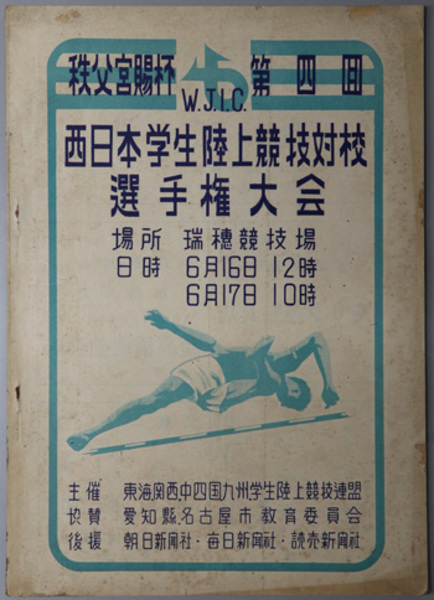 秩父宮賜杯 第四回
W.J.I.C.
西日本学生陸上競技対校
選手権大会
場所 瑞穂競技場
日時 6月16日 12時
6月17日 10時
主催 東海関西中四国九州学生陸上競技連盟
協賛 愛知縣.名古屋市教育委員会
後援 朝日新聞社・毎日新聞社・読売新聞社